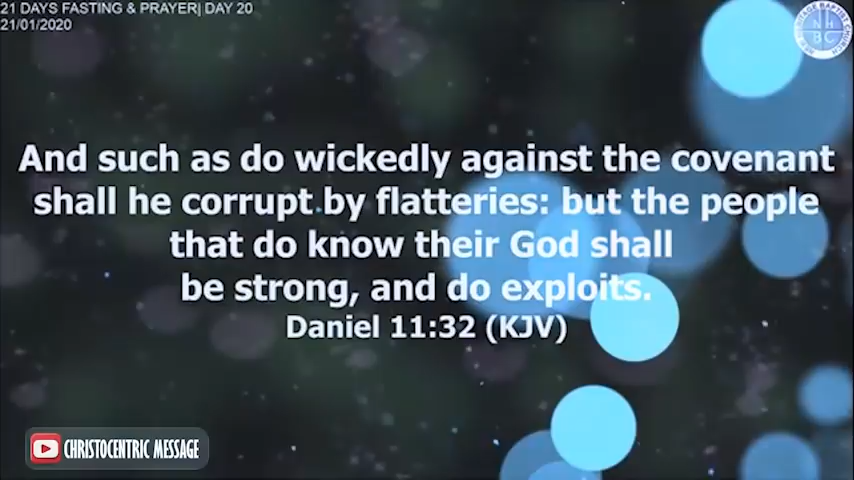 21 DAYS FASTING & PRAYER| DAY 20
21/01/2020
N H
B C
And such as do wickedly against the covenant
shall he corrupt by flatteries: but the people
that do know their God shall
be strong, and do exploits.
Daniel 11:32 (KJV)
CHRISTOCENTRIC MESSAGE